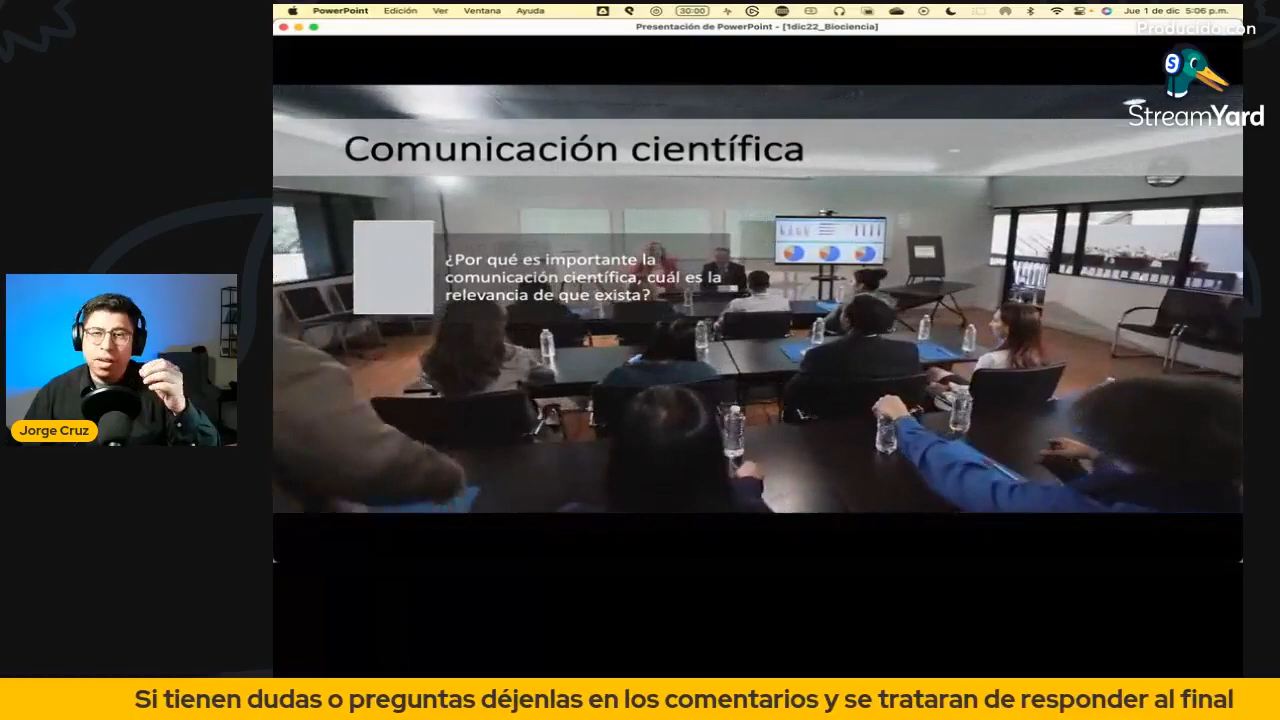 PowerPoint Edición Ver Ventana Ayuda 30:00 Jue 1 de dic 5:06 p.m.
Presentación de PowerPoint - [1dic22_Biociencia]
Producido con
S
StreamYard
Comunicación científica
¿Por qué es importante la
comunicación científica, cuál es la
relevancia de que exista?
Jorge Cruz
Si tienen dudas o preguntas déjenlas en los comentarios y se trataran de responder al final